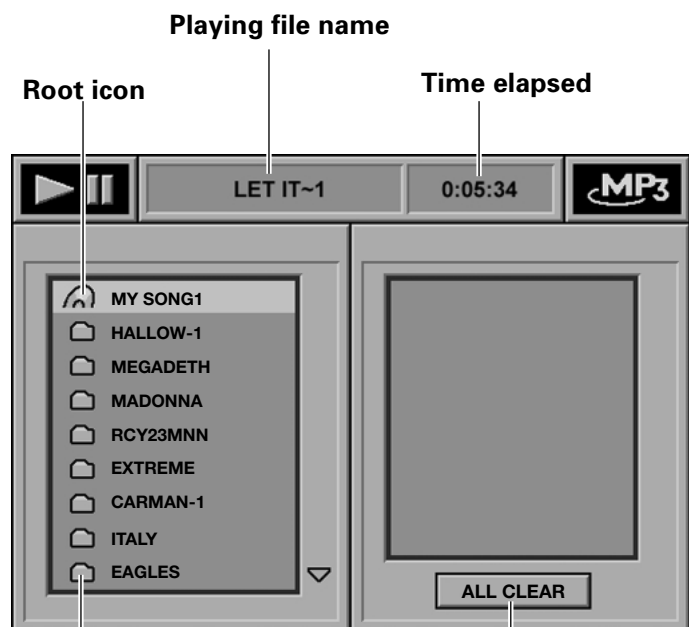 Playing file name
Root icon
Time elapsed
LET IT~1
0:05:34
MP3
MY SONG1
HALLOW-1
MEGADETH
MADONNA
RCY23MNN
EXTREME
CARMAN-1
ITALY
EAGLES
ALL CLEAR